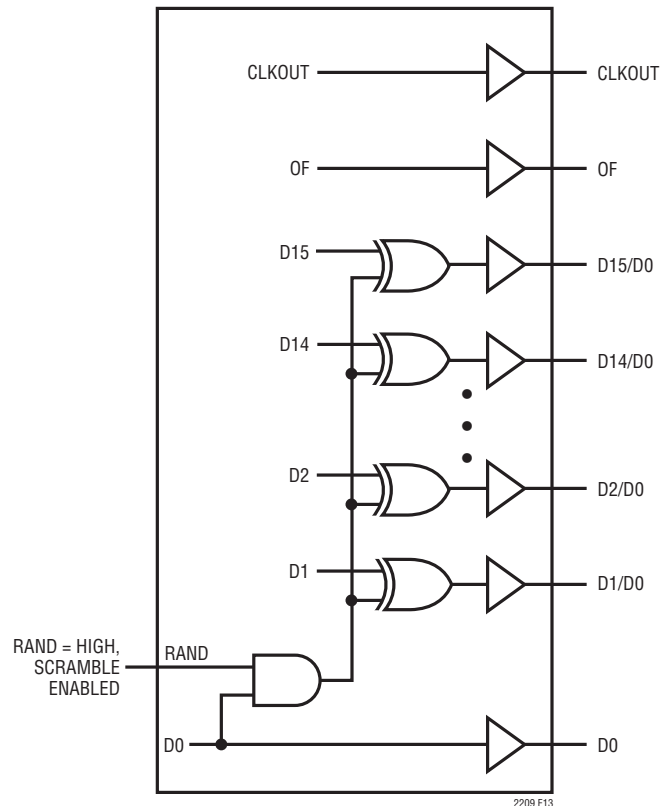 CLKOUT
CLKOUT
OF
OF
D15
D15/D0
D14
D14/D0
D2
D2/D0
D1
D1/D0
RAND = HIGH,
SCRAMBLE
ENABLED
RAND
D0
D0
2209 F13